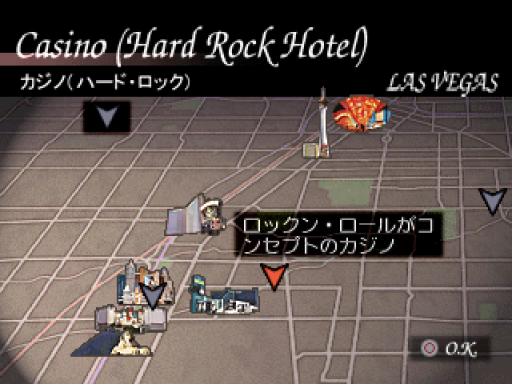 Casino (Hard Rock Hotel)
カジノ(ハード・ロック)
LAS VEGAS
ロックン・ロールがコ
ンセプトのカジノ
O.K.